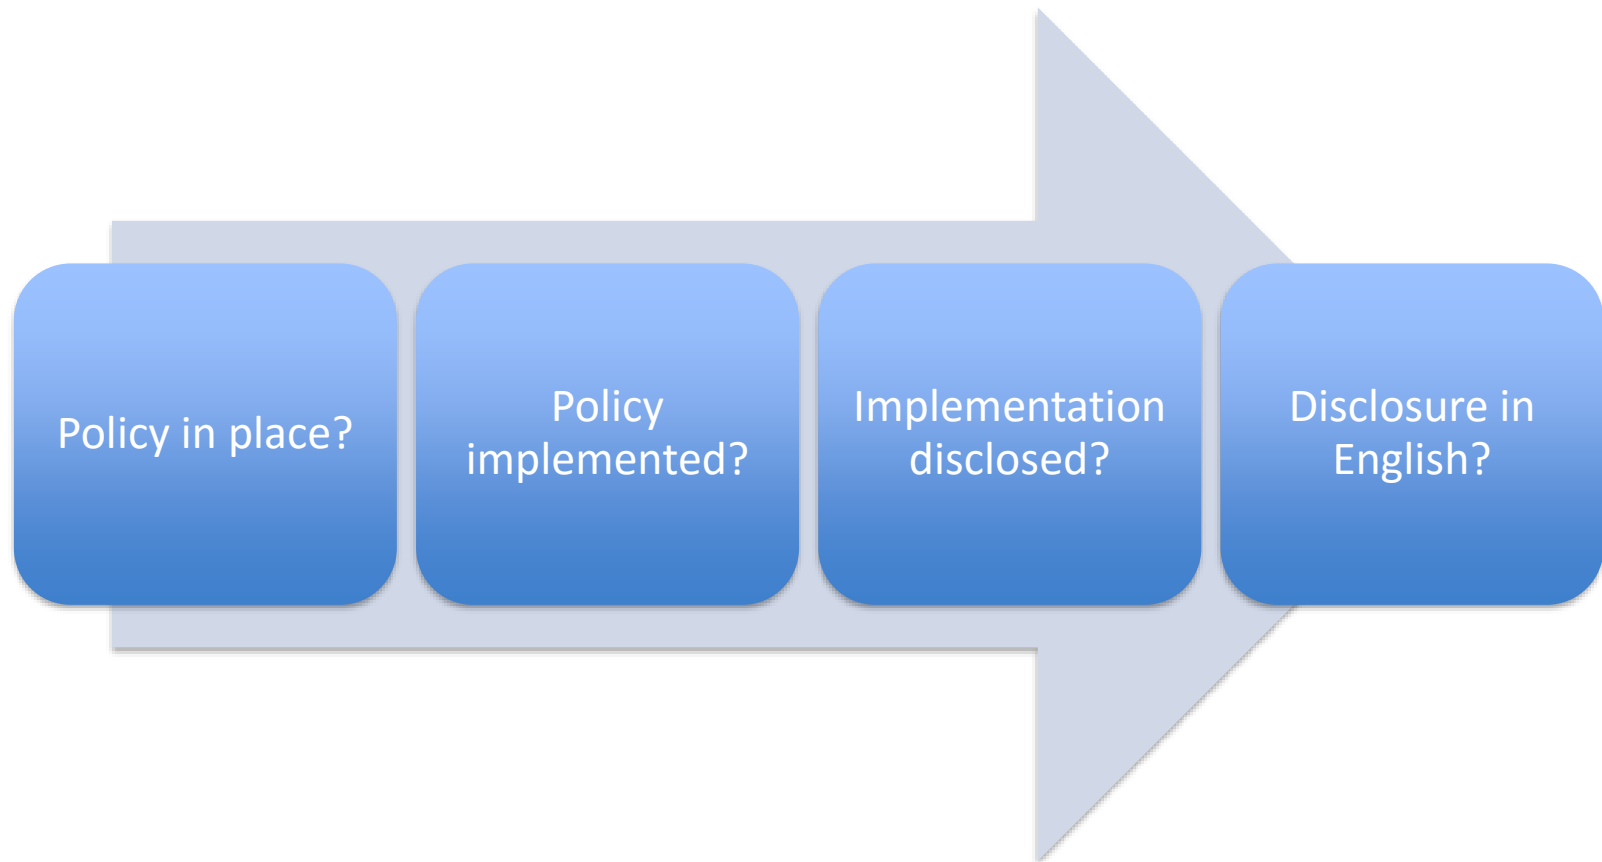 Policy in place?
Policy
implemented?
Implementation
disclosed?
Disclosure in
English?